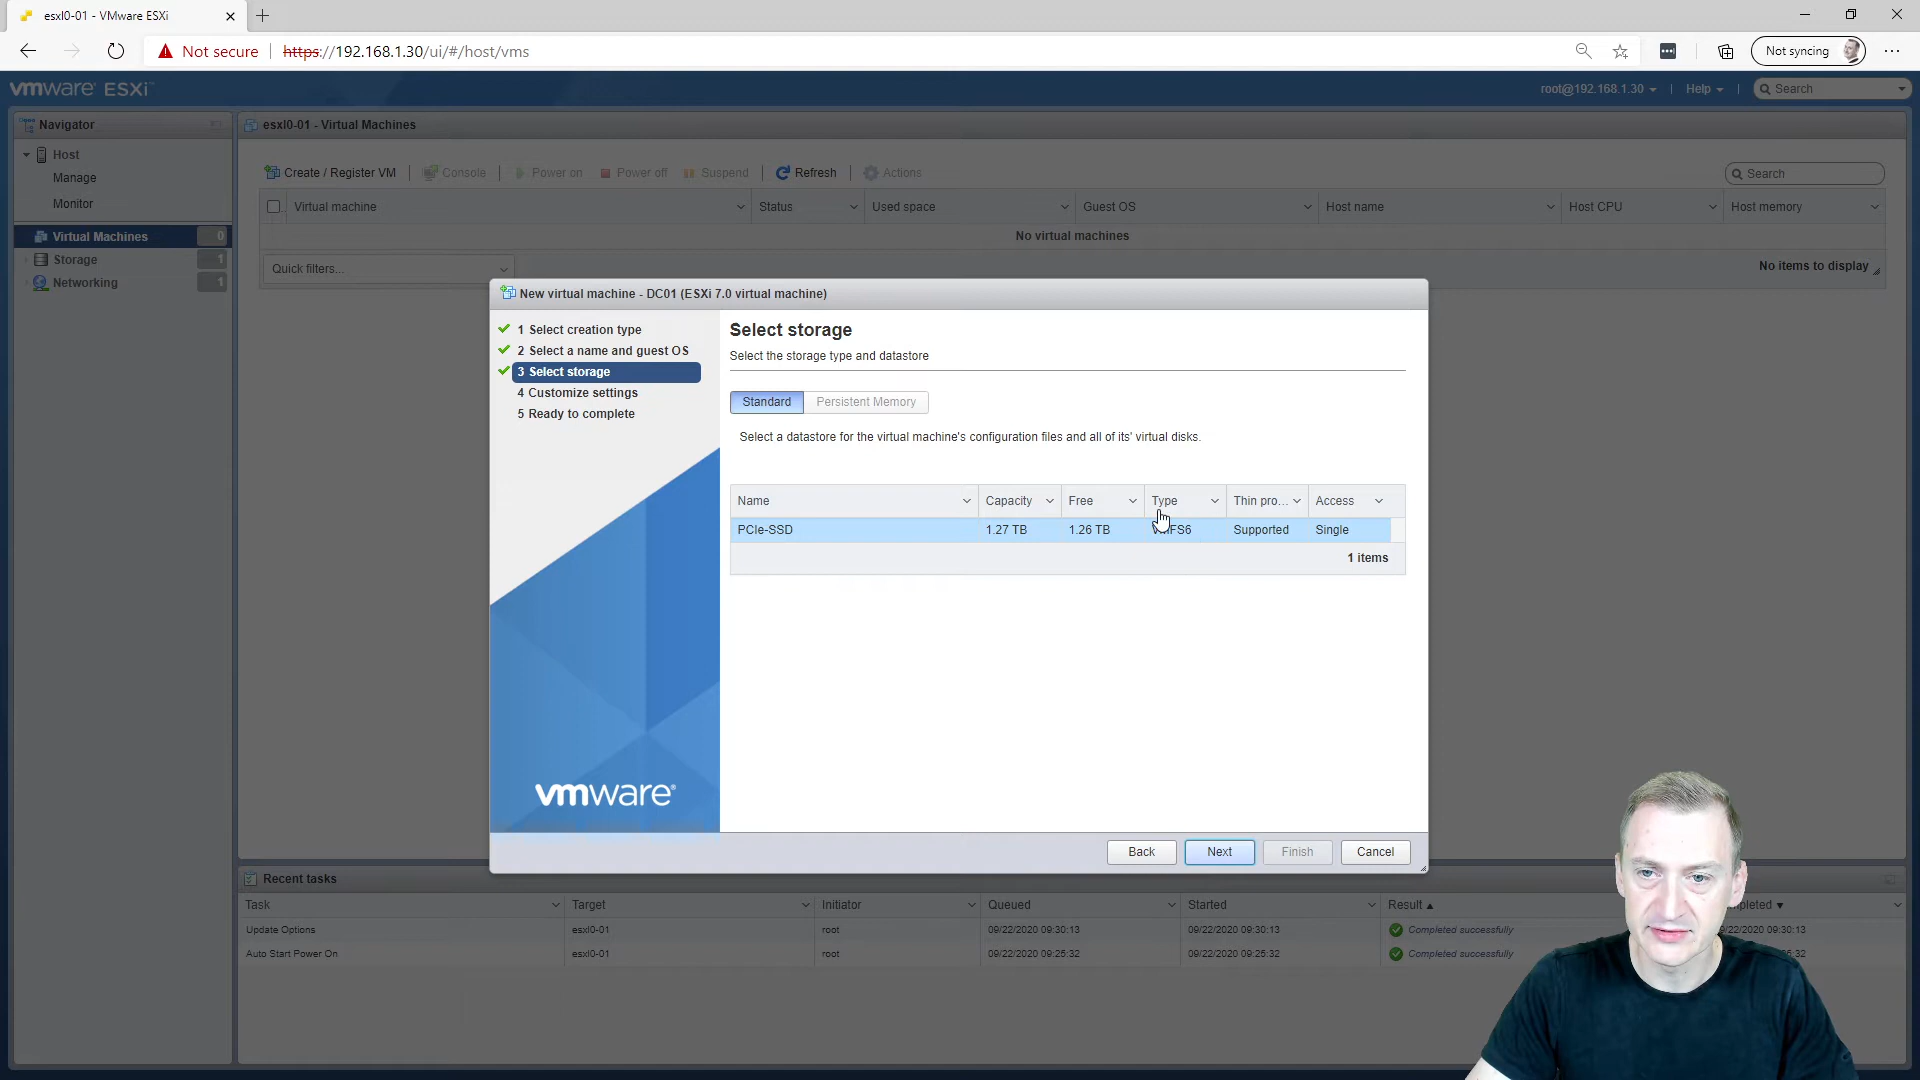 esxl0-01 - VMware ESXi
Not secure
https://192.168.1.30/ui/#/host/vms
Not syncing
vmware ESXi
root@192.168.1.30
Help
Search
Navigator
Host
Manage
Monitor
Virtual Machines 0
Storage 1
Networking 1
esxl0-01 - Virtual Machines
Create / Register VM
Console
Power on
Power off
Suspend
Refresh
Actions
Search
Virtual machine Status Used space Guest OS Host name Host CPU Host memory
No virtual machines
Quick filters...
No items to display
New virtual machine - DC01 (ESXi 7.0 virtual machine)
1 Select creation type
2 Select a name and guest OS
3 Select storage
4 Customize settings
5 Ready to complete
vmware
Select storage
Select the storage type and datastore
Standard
Persistent Memory
Select a datastore for the virtual machine's configuration files and all of its' virtual disks.
Name Capacity Free Type Thin pro... Access
PCIe-SSD 1.27 TB 1.26 TB VMFS6 Supported Single
1 items
Back
Next
Finish
Cancel
Recent tasks
Task Target Initiator Queued Started Result
Update Options esxl0-01 root 09/22/2020 09:30:13 09/22/2020 09:30:13 Completed successfully
Auto Start Power On esxl0-01 root 09/22/2020 09:25:32 09/22/2020 09:25:32 Completed successfully